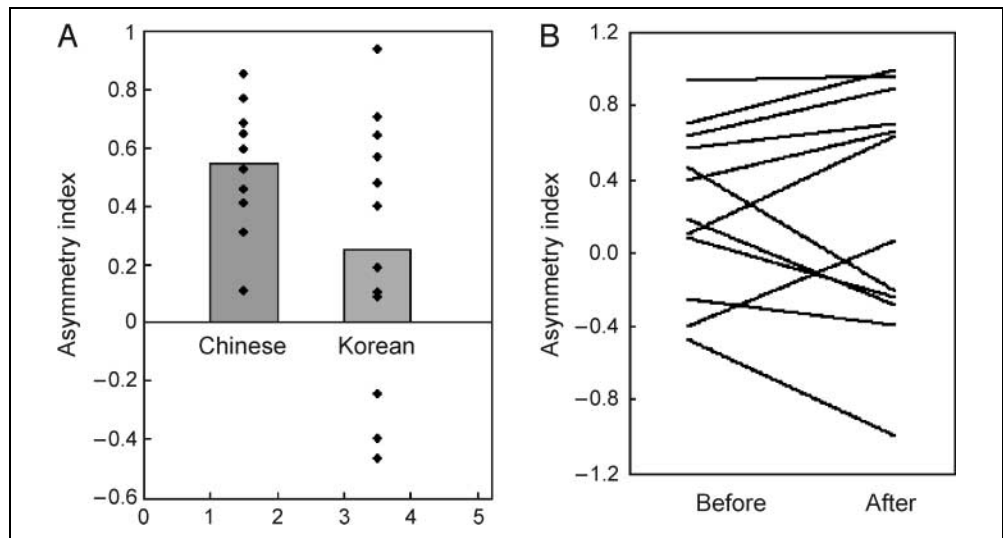 A
Asymmetry index
1
0.8
0.6
0.4
0.2
0
–0.2
–0.4
–0.6
Chinese Korean
0 1 2 3 4 5
B
Asymmetry index
1.2
0.8
0.4
0.0
–0.4
–0.8
–1.2
Before After